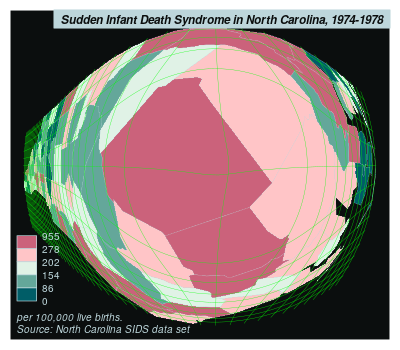 Sudden Infant Death Syndrome in North Carolina, 1974-1978
955
278
202
154
86
0
per 100,000 live births.
Source: North Carolina SIDS data set